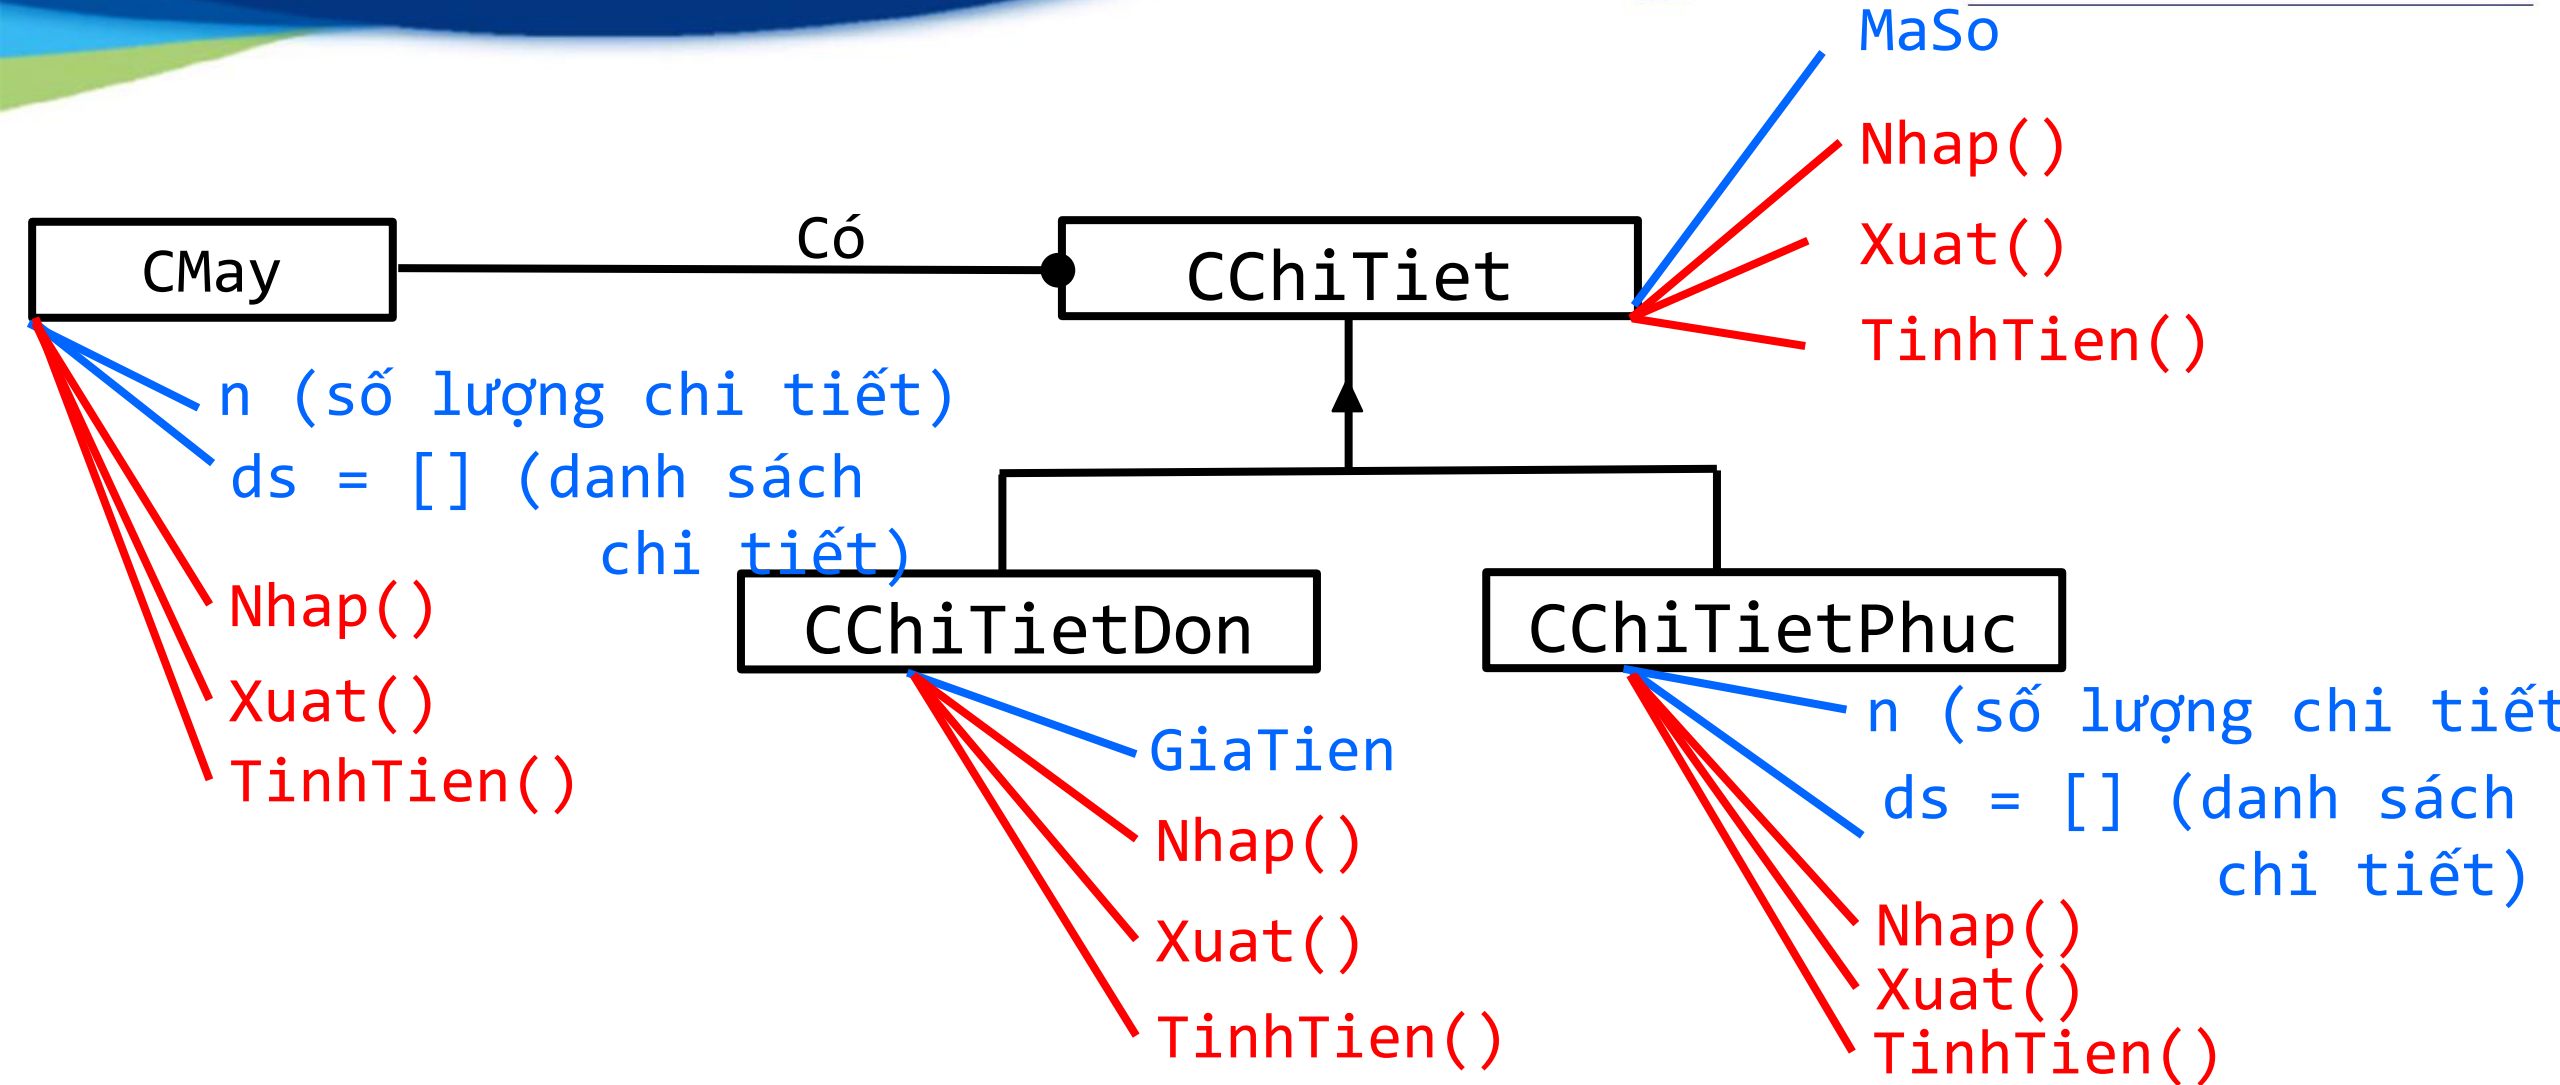 MaSo
Nhap()
Xuat()
TinhTien()
Có
CMay
CChiTiet
n (số lượng chi tiết)
ds = [] (danh sách
chi tiết)
Nhap()
Xuat()
TinhTien()
CChiTietDon
GiaTien
Nhap()
Xuat()
TinhTien()
CChiTietPhuc
n (số lượng chi tiết
ds = [] (danh sách
chi tiết)
Nhap()
Xuat()
TinhTien()